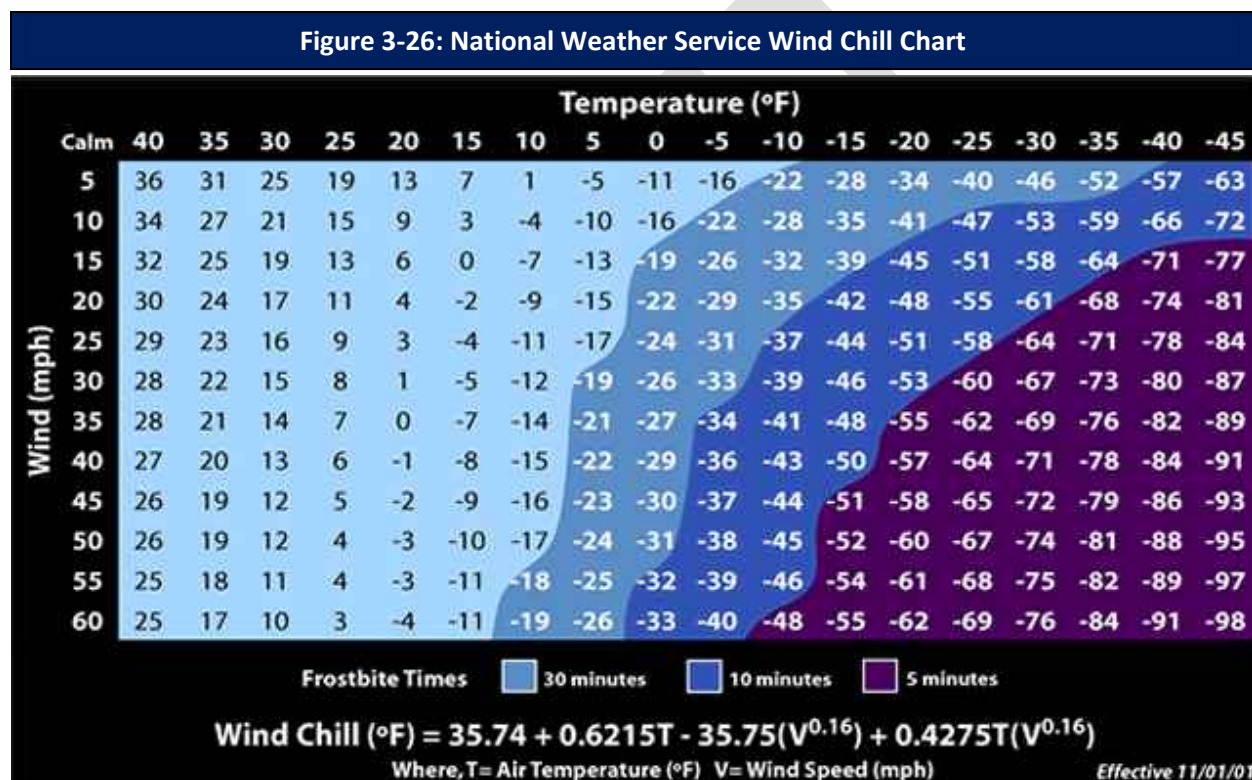 Figure 3-26: National Weather Service Wind Chill Chart
Temperature (°F)
Calm 40 35 30 25 20 15 10 5 0 -5 -10 -15 -20 -25 -30 -35 -40 -45
5 36 31 25 19 13 7 1 -5 -11 -16 -22 -28 -34 -40 -46 -52 -57 -63
10 34 27 21 15 9 3 -4 -10 -16 -22 -28 -35 -41 -47 -53 -59 -66 -72
15 32 25 19 13 6 0 -7 -13 -19 -26 -32 -39 -45 -51 -58 -64 -71 -77
20 30 24 17 11 4 -2 -9 -15 -22 -29 -35 -42 -48 -55 -61 -68 -74 -81
25 29 23 16 9 3 -4 -11 -17 -24 -31 -37 -44 -51 -58 -64 -71 -78 -84
30 28 22 15 8 1 -5 -12 -19 -26 -33 -39 -46 -53 -60 -67 -73 -80 -87
35 28 21 14 7 0 -7 -14 -21 -27 -34 -41 -48 -55 -62 -69 -76 -82 -89
40 27 20 13 6 -1 -8 -15 -22 -29 -36 -43 -50 -57 -64 -71 -78 -84 -91
45 26 19 12 5 -2 -9 -16 -23 -30 -37 -44 -51 -58 -65 -72 -79 -86 -93
50 26 19 12 4 -3 -10 -17 -24 -31 -38 -45 -52 -60 -67 -74 -81 -88 -95
55 25 18 11 4 -3 -11 -18 -25 -32 -39 -46 -54 -61 -68 -75 -82 -89 -97
60 25 17 10 3 -4 -11 -19 -26 -33 -40 -48 -55 -62 -69 -76 -84 -91 -98
Wind (mph)
Frostbite Times 30 minutes 10 minutes 5 minutes
Wind Chill (°F) = 35.74 + 0.6215T - 35.75(V^0.16) + 0.4275T(V^0.16)
Where, T= Air Temperature (°F) V= Wind Speed (mph) Effective 11/01/01